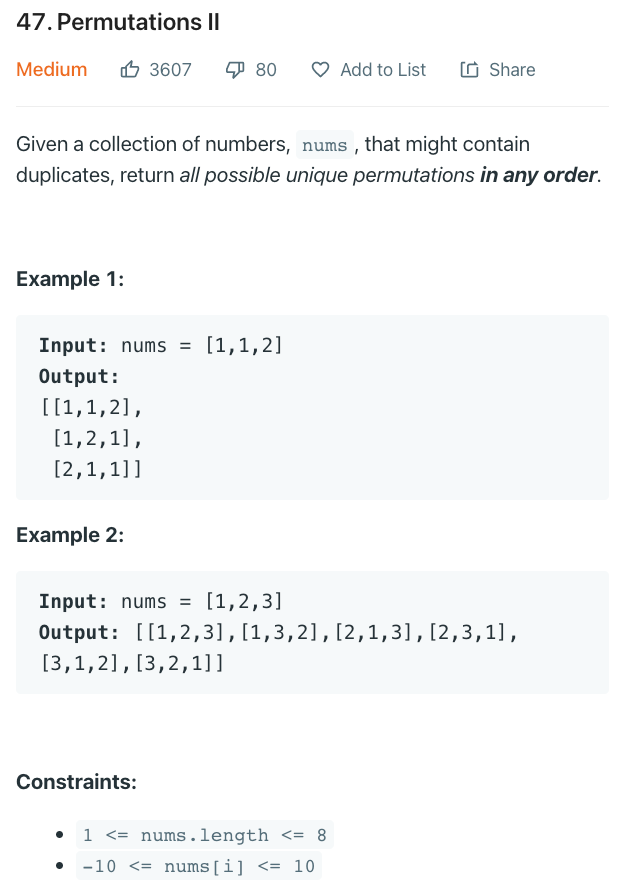 47. Permutations II
Medium 3607 80 Add to List Share
Given a collection of numbers, nums , that might contain
duplicates, return all possible unique permutations in any order.
Example 1:
Input: nums = [1,1,2]
Output:
[[1,1,2],
 [1,2,1],
 [2,1,1]]
Example 2:
Input: nums = [1,2,3]
Output: [[1,2,3],[1,3,2],[2,1,3],[2,3,1],
[3,1,2],[3,2,1]]
Constraints:
• 1 <= nums.length <= 8
• -10 <= nums[i] <= 10